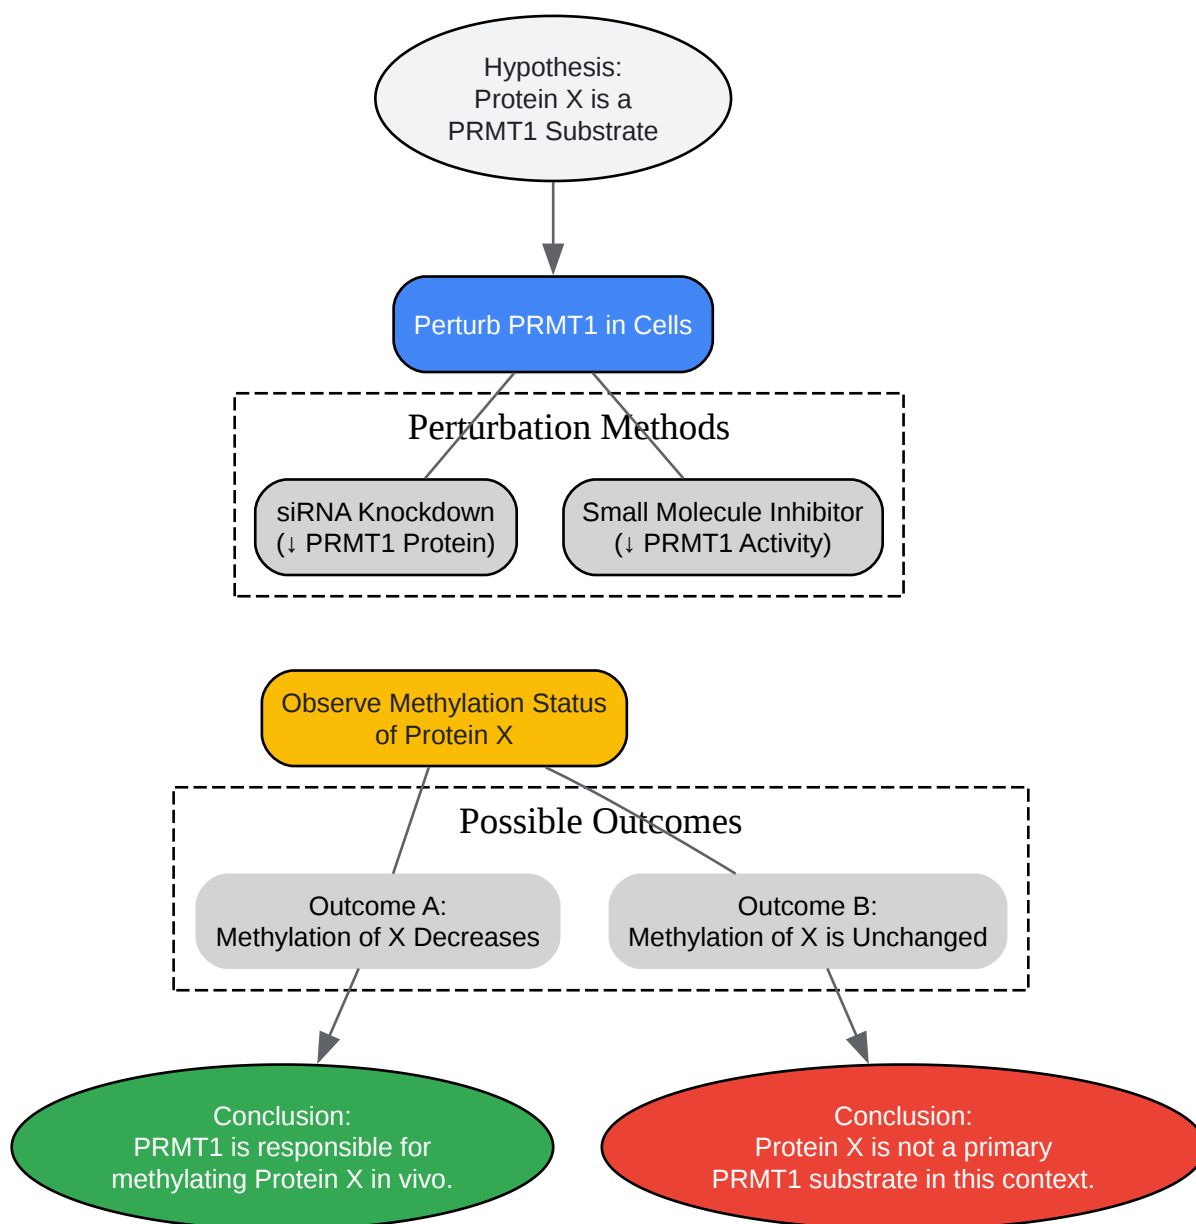 Hypothesis:
Protein X is a
PRMT1 Substrate
Perturb PRMT1 in Cells
Perturbation Methods
siRNA Knockdown
(↓ PRMT1 Protein)
Small Molecule Inhibitor
(↓ PRMT1 Activity)
Observe Methylation Status
of Protein X
Possible Outcomes
Outcome A:
Methylation of X Decreases
Outcome B:
Methylation of X is Unchanged
Conclusion:
PRMT1 is responsible for
methylating Protein X in vivo.
Conclusion:
Protein X is not a primary
PRMT1 substrate in this context.